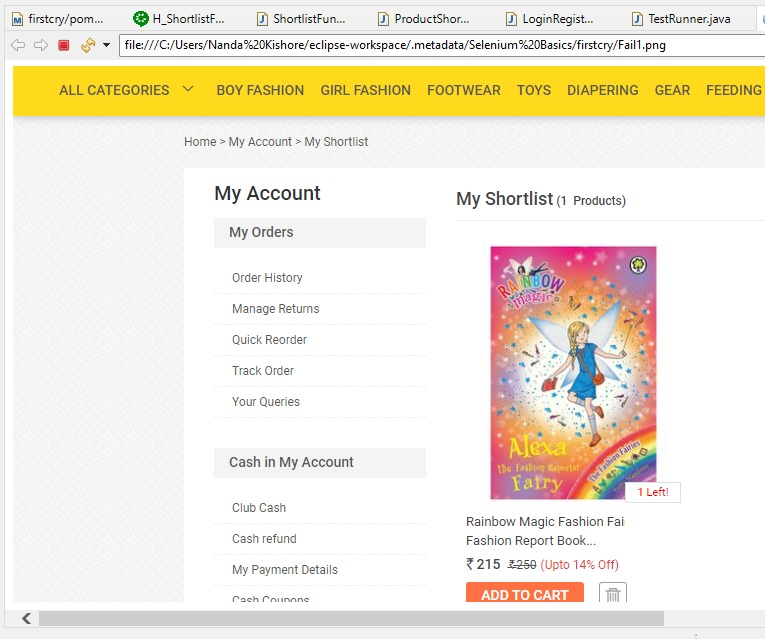 firstcry/pom... H_ShortlistF... ShortlistFun... ProductShor... LoginRegist... TestRunner.java
file:///C:/Users/Nanda%20Kishore/eclipse-workspace/.metadata/Selenium%20Basics/firstcry/Fail1.png
ALL CATEGORIES BOY FASHION GIRL FASHION FOOTWEAR TOYS DIAPERING GEAR FEEDING
Home > My Account > My Shortlist
My Account
My Orders
Order History
Manage Returns
Quick Reorder
Track Order
Your Queries
Cash in My Account
Club Cash
Cash refund
My Payment Details
Cash Coupons
My Shortlist (1 Products)
RAINBOW
magic
Alexa
The Fashion Reporter
Fairy
The Fashion Fairies
1 Left!
Rainbow Magic Fashion Fai
Fashion Report Book...
₹ 215 ₹250 (Upto 14% Off)
ADD TO CART